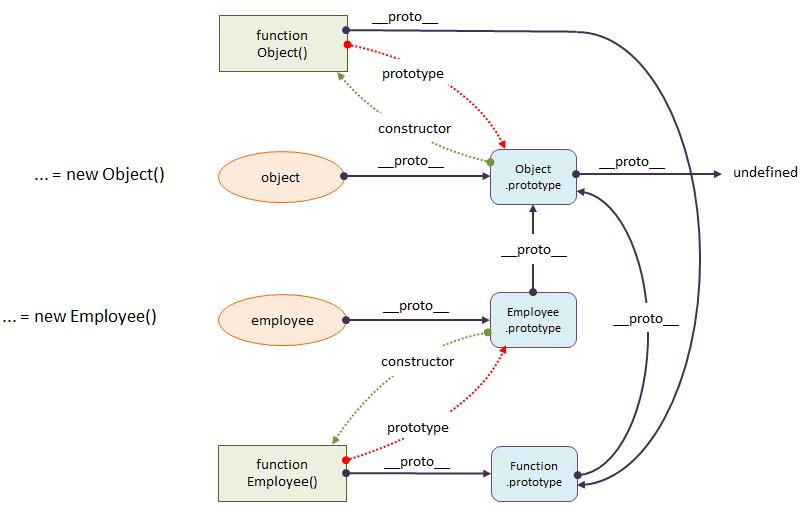 __proto__
function
Object()
prototype
constructor
... = new Object()
object
__proto__
Object
.prototype
__proto__
undefined
__proto__
... = new Employee()
employee
__proto__
Employee
.prototype
__proto__
constructor
prototype
function
Employee()
__proto__
Function
.prototype